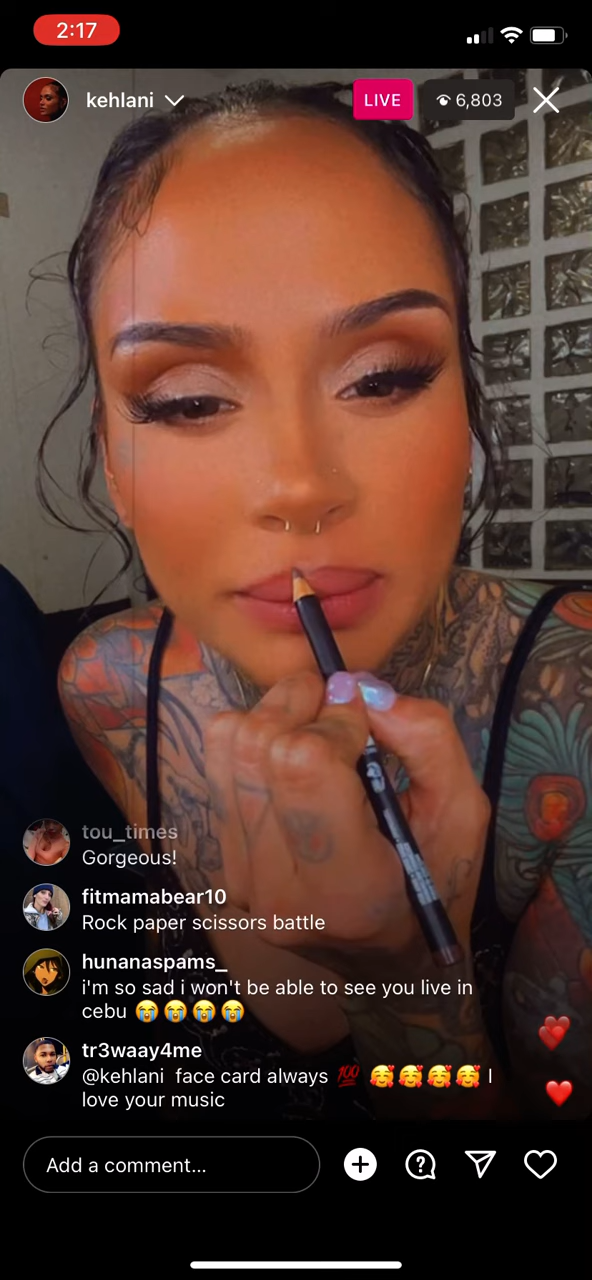 2:17
kehlani
LIVE
6,803
tou_times
Gorgeous!
fitmamabear10
Rock paper scissors battle
hunanaspams_
i'm so sad i won't be able to see you live in
cebu 😭😭😭😭
tr3waay4me
@kehlani face card always 💯 🥰🥰🥰🥰 I
love your music
Add a comment...